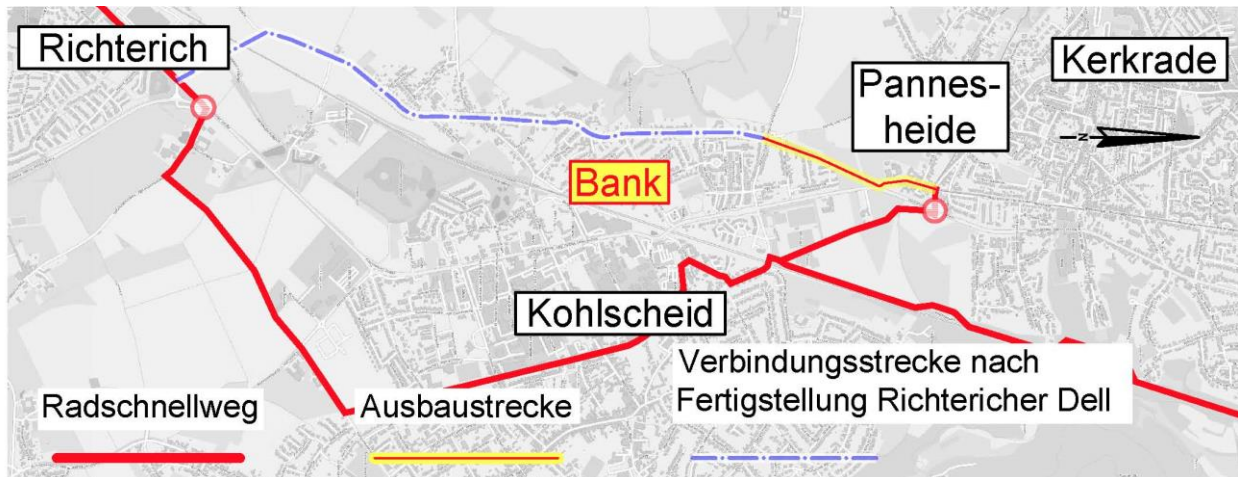 Richterich
Pannes-
heide
Kerkrade
N
Bank
Kohlscheid
Verbindungsstrecke nach
Fertigstellung Richtericher Dell
Radschnellweg
Ausbaustrecke